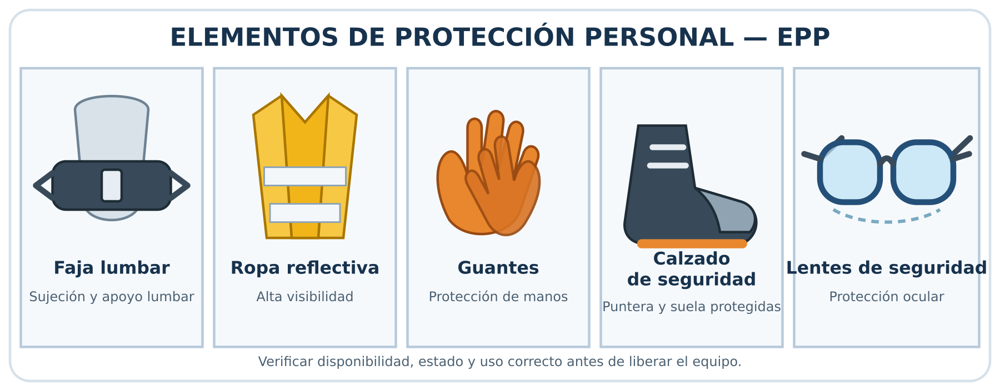 ELEMENTOS DE PROTECCIÓN PERSONAL — EPP
Faja lumbar
Sujeción y apoyo lumbar
Ropa reflectiva
Alta visibilidad
Guantes
Protección de manos
Calzado
de seguridad
Puntera y suela protegidas
Lentes de seguridad
Protección ocular
Verificar disponibilidad, estado y uso correcto antes de liberar el equipo.